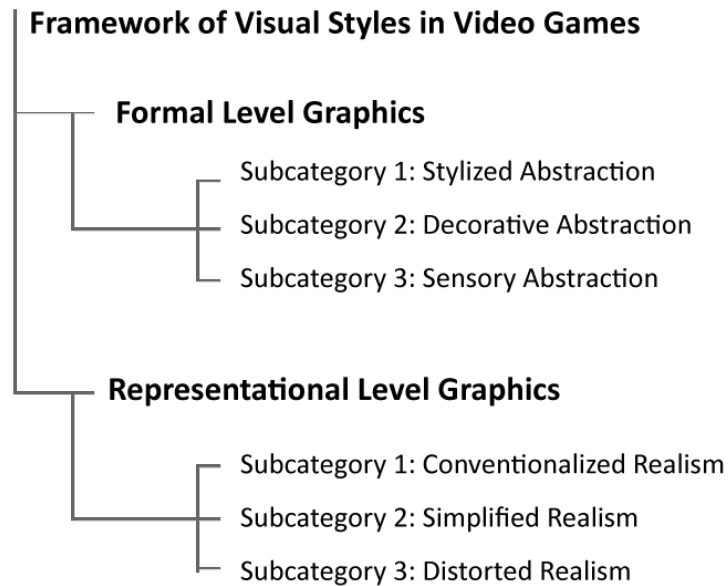 Framework of Visual Styles in Video Games
Formal Level Graphics
Subcategory 1: Stylized Abstraction
Subcategory 2: Decorative Abstraction
Subcategory 3: Sensory Abstraction
Representational Level Graphics
Subcategory 1: Conventionalized Realism
Subcategory 2: Simplified Realism
Subcategory 3: Distorted Realism